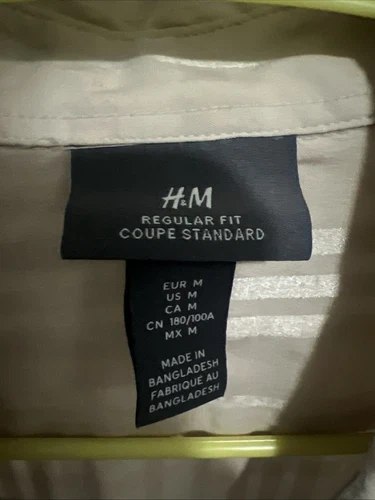 H&M
REGULAR FIT
COUPE STANDARD
EUR M
US M
CA M
CN 180/100A
MX M
MADE IN
BANGLADESH
FABRIQUÉ AU
BANGLADESH